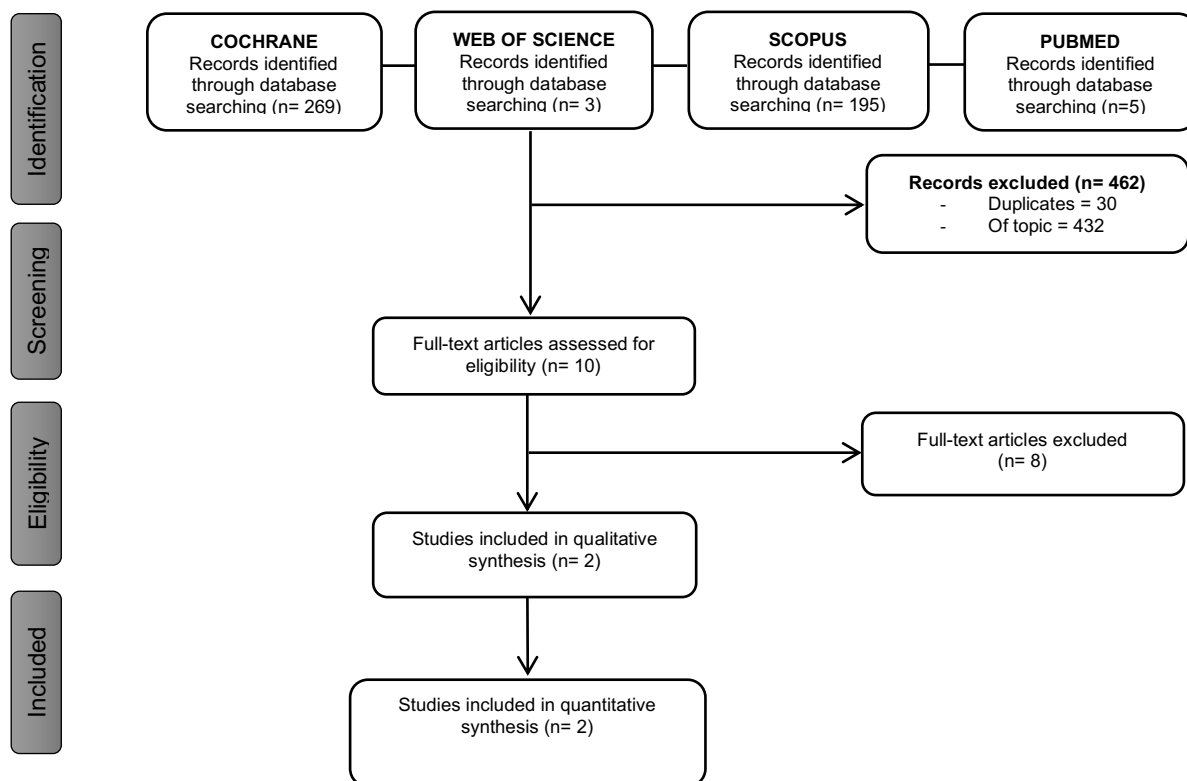 Identification
COCHRANE
Records identified
through database
searching (n= 269)
WEB OF SCIENCE
Records identified
through database
searching (n= 3)
SCOPUS
Records identified
through database
searching (n= 195)
PUBMED
Records identified
through database
searching (n=5)
Records excluded (n= 462)
- Duplicates = 30
- Of topic = 432
Screening
Full-text articles assessed for
eligibility (n= 10)
Eligibility
Full-text articles excluded
(n= 8)
Studies included in qualitative
synthesis (n= 2)
Included
Studies included in quantitative
synthesis (n= 2)